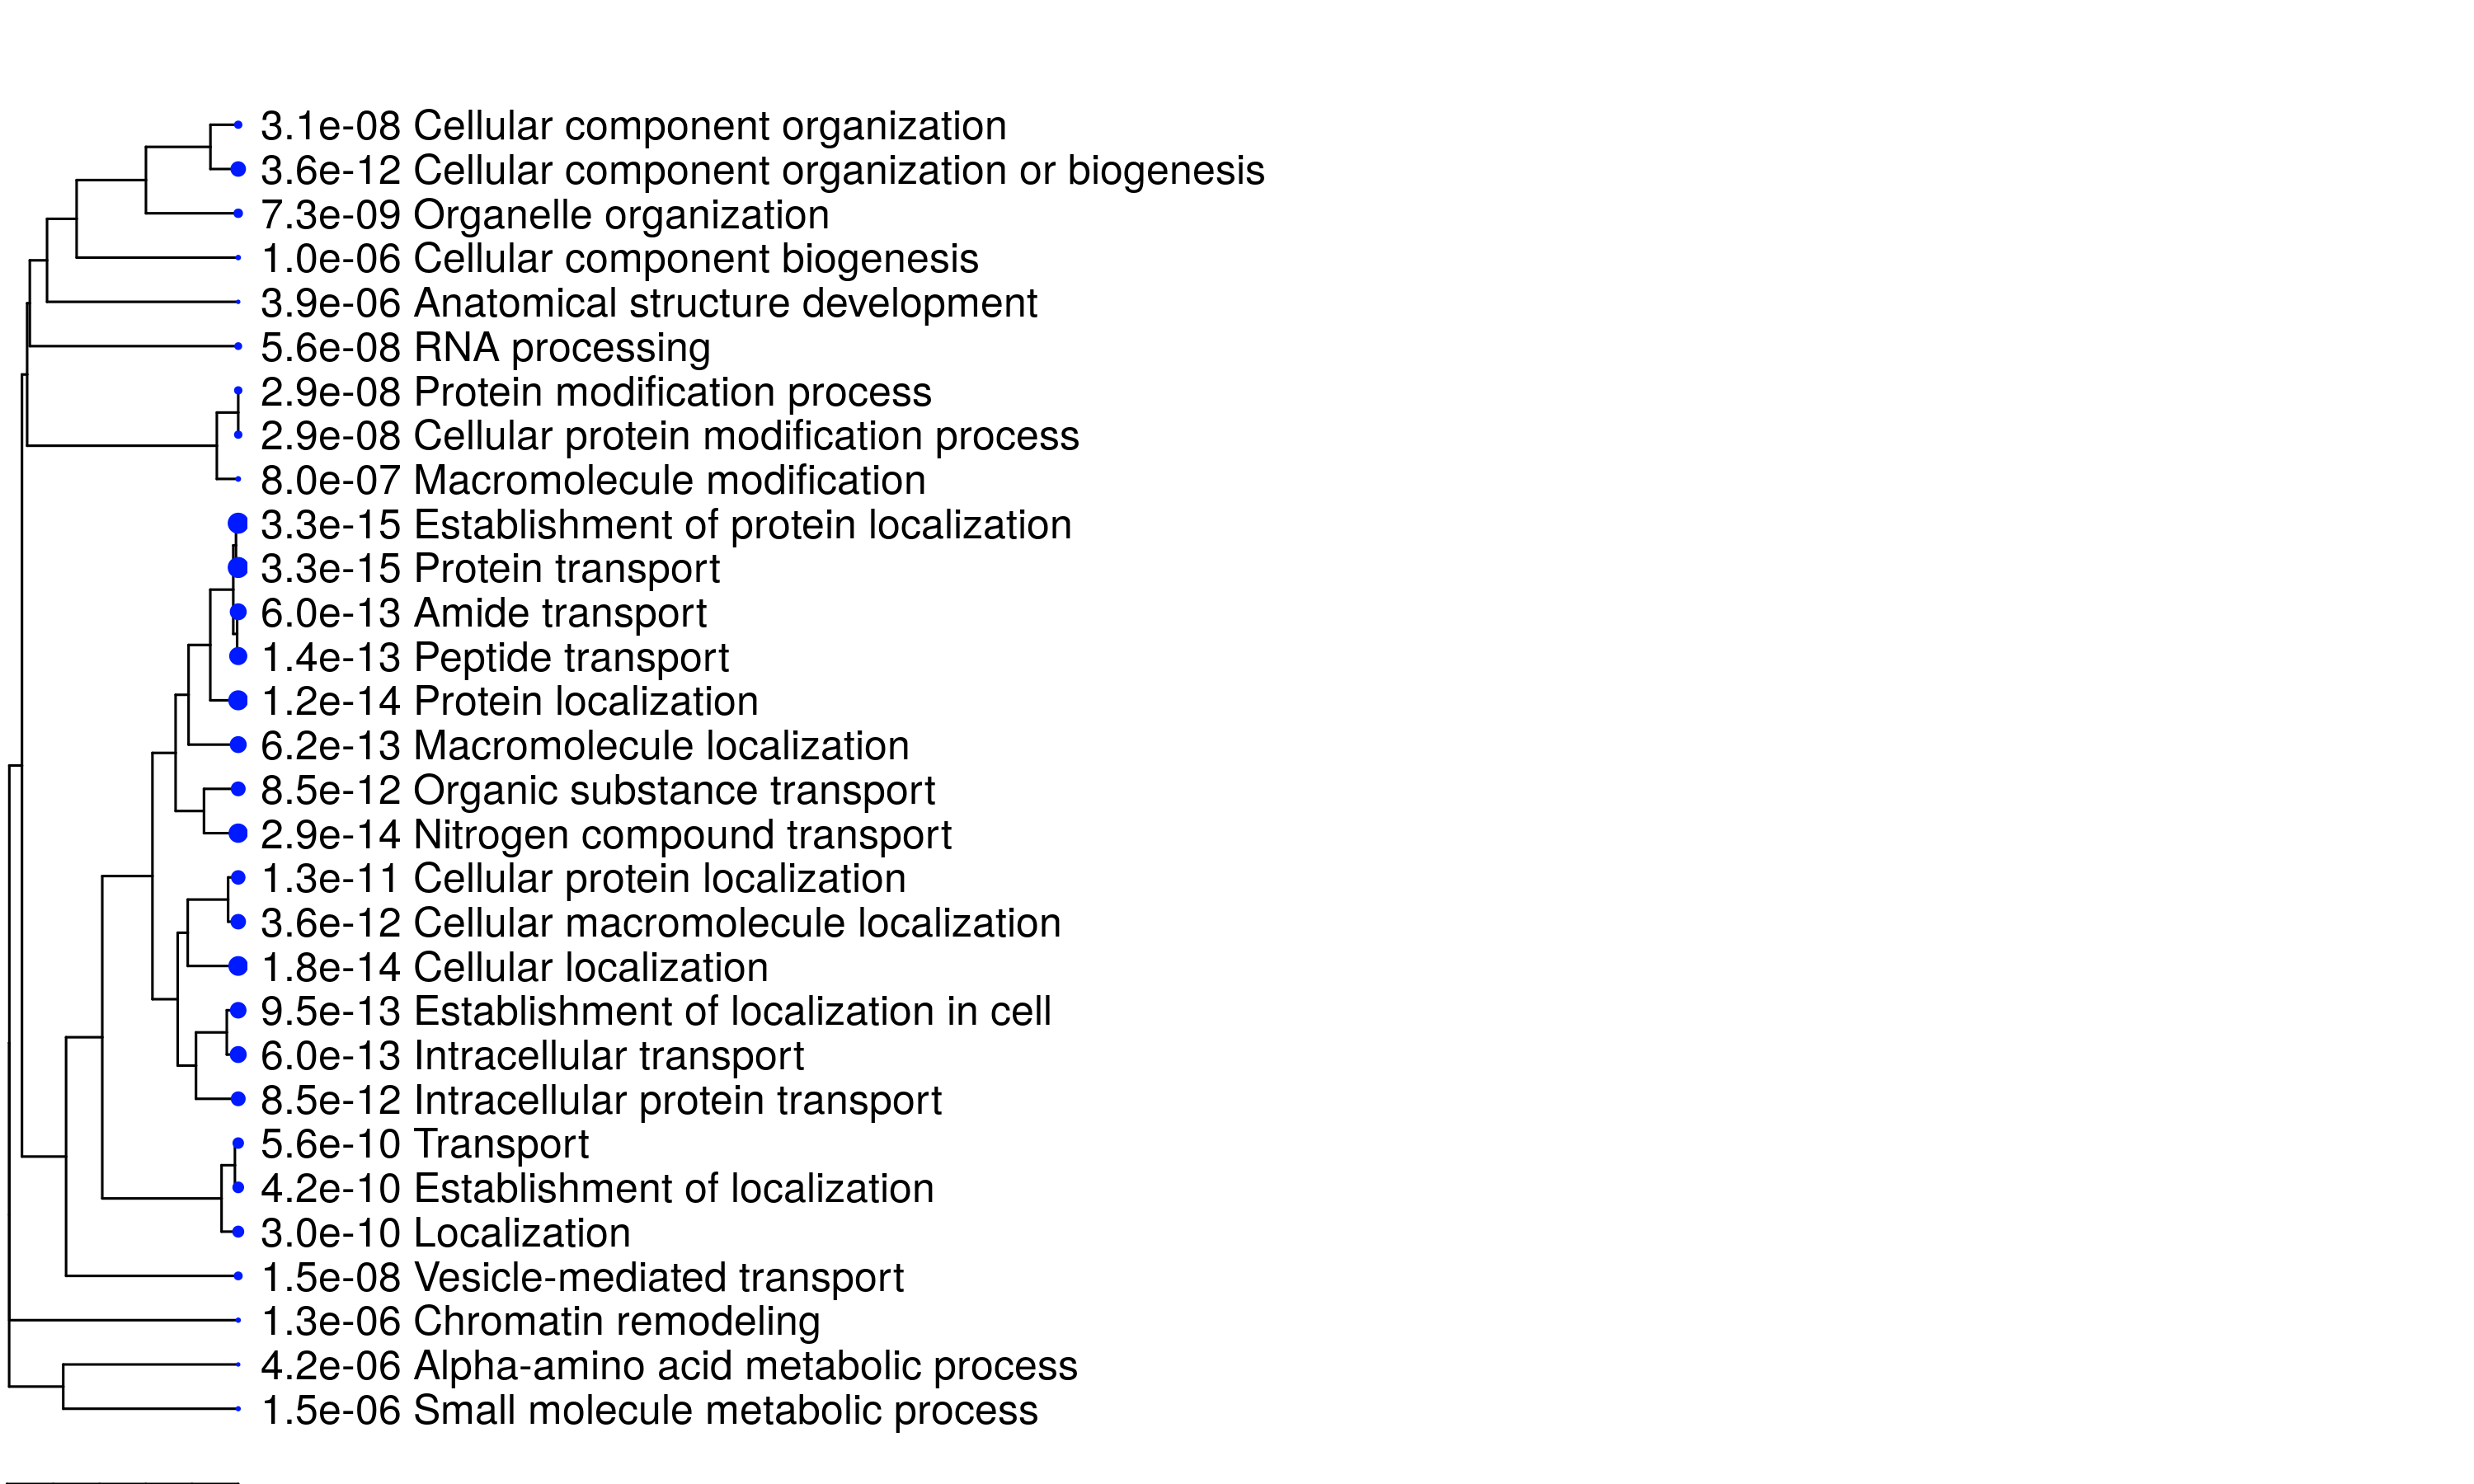 3.1e-08 Cellular component organization
3.6e-12 Cellular component organization or biogenesis
7.3e-09 Organelle organization
1.0e-06 Cellular component biogenesis
3.9e-06 Anatomical structure development
5.6e-08 RNA processing
2.9e-08 Protein modification process
2.9e-08 Cellular protein modification process
8.0e-07 Macromolecule modification
3.3e-15 Establishment of protein localization
3.3e-15 Protein transport
6.0e-13 Amide transport
1.4e-13 Peptide transport
1.2e-14 Protein localization
6.2e-13 Macromolecule localization
8.5e-12 Organic substance transport
2.9e-14 Nitrogen compound transport
1.3e-11 Cellular protein localization
3.6e-12 Cellular macromolecule localization
1.8e-14 Cellular localization
9.5e-13 Establishment of localization in cell
6.0e-13 Intracellular transport
8.5e-12 Intracellular protein transport
5.6e-10 Transport
4.2e-10 Establishment of localization
3.0e-10 Localization
1.5e-08 Vesicle-mediated transport
1.3e-06 Chromatin remodeling
4.2e-06 Alpha-amino acid metabolic process
1.5e-06 Small molecule metabolic process